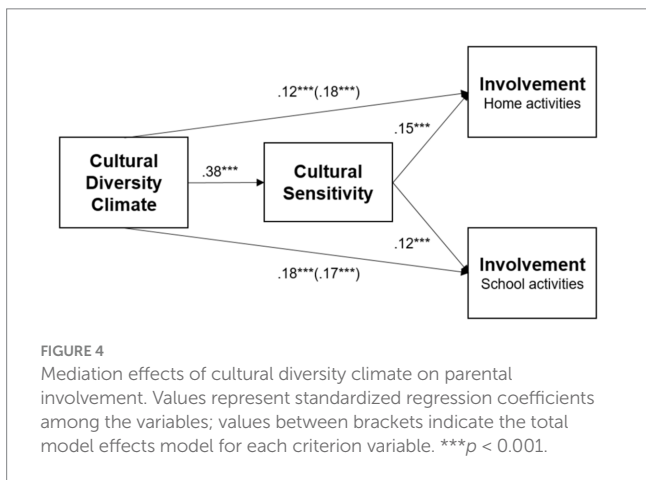 .12***(.18***)
Involvement
Home activities
.15***
Cultural
Diversity
Climate
.38***
Cultural
Sensitivity
.12***
.18***(.17***)
Involvement
School activities
FIGURE 4
Mediation effects of cultural diversity climate on parental
involvement. Values represent standardized regression coefficients
among the variables; values between brackets indicate the total
model effects model for each criterion variable. ***p < 0.001.